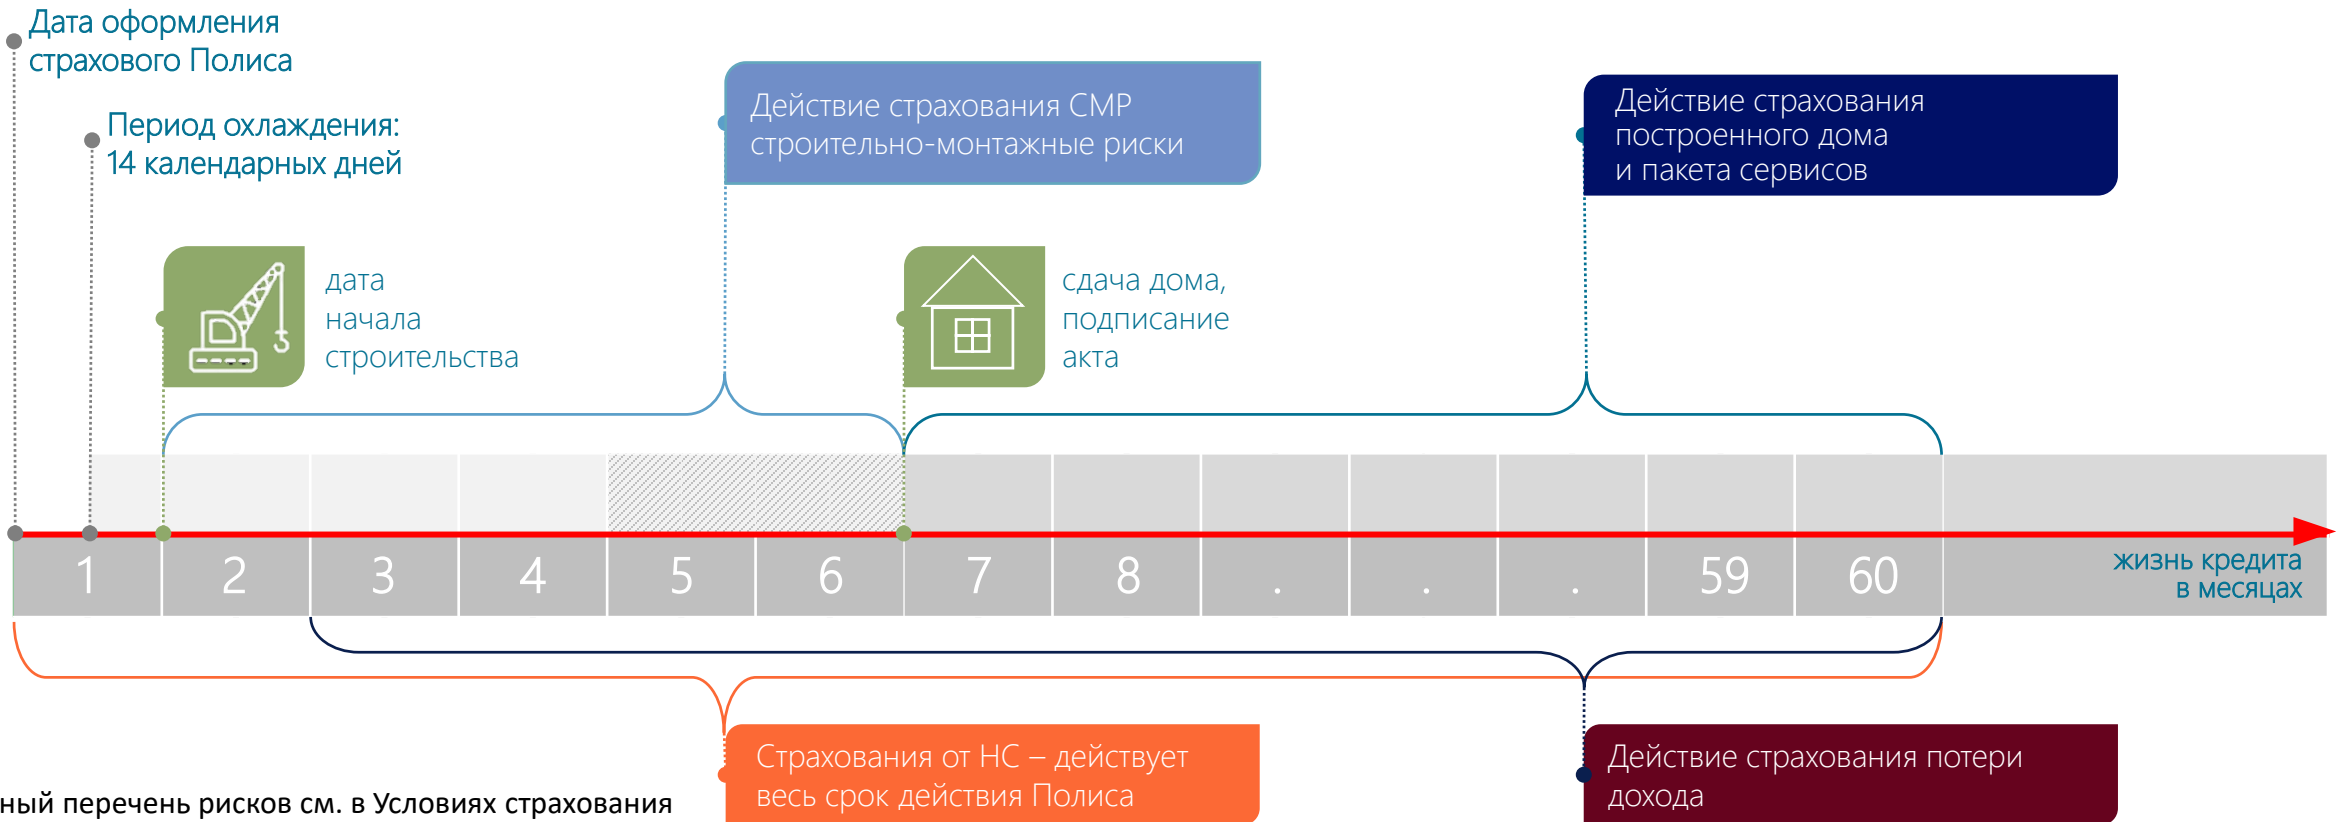 Дата оформления
страхового Полиса
Период охлаждения:
14 календарных дней
Действие страхования СМР
строительно-монтажные риски
Действие страхования
построенного дома
и пакета сервисов
дата
начала
строительства
сдача дома,
подписание
акта
1 2 3 4 5 6 7 8 . . . 59 60
жизнь кредита
в месяцах
Страхования от НС – действует
весь срок действия Полиса
Действие страхования потери
дохода
ный перечень рисков см. в Условиях страхования